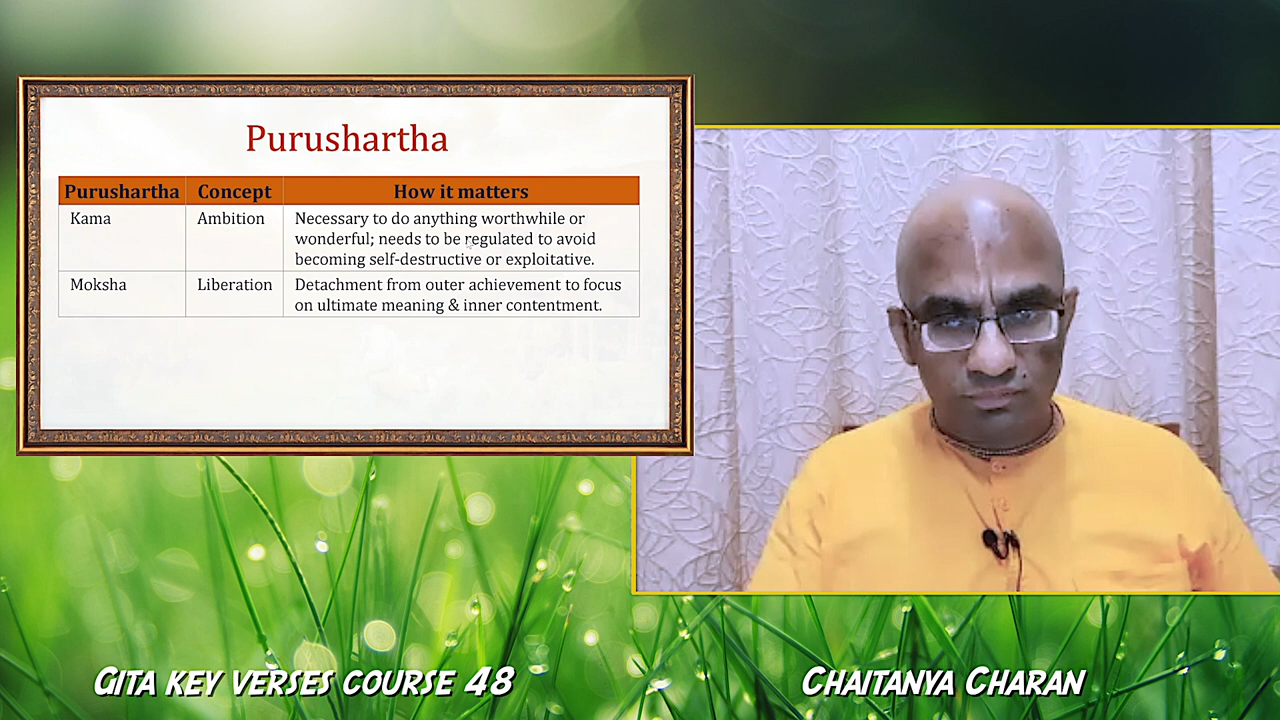 Purushartha
Purushartha Concept How it matters
Kama Ambition Necessary to do anything worthwhile or
wonderful; needs to be regulated to avoid
becoming self-destructive or exploitative.
Moksha Liberation Detachment from outer achievement to focus
on ultimate meaning & inner contentment.
GITA KEY VERSES COURSE 48
CHAITANYA CHARAN